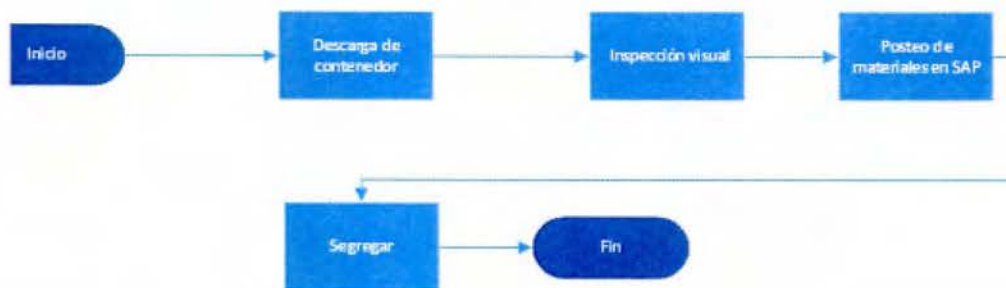 Inicio
Descarga de
contenedor
Inspección visual
Posteo de
materiales en SAP
Segregar
Fin